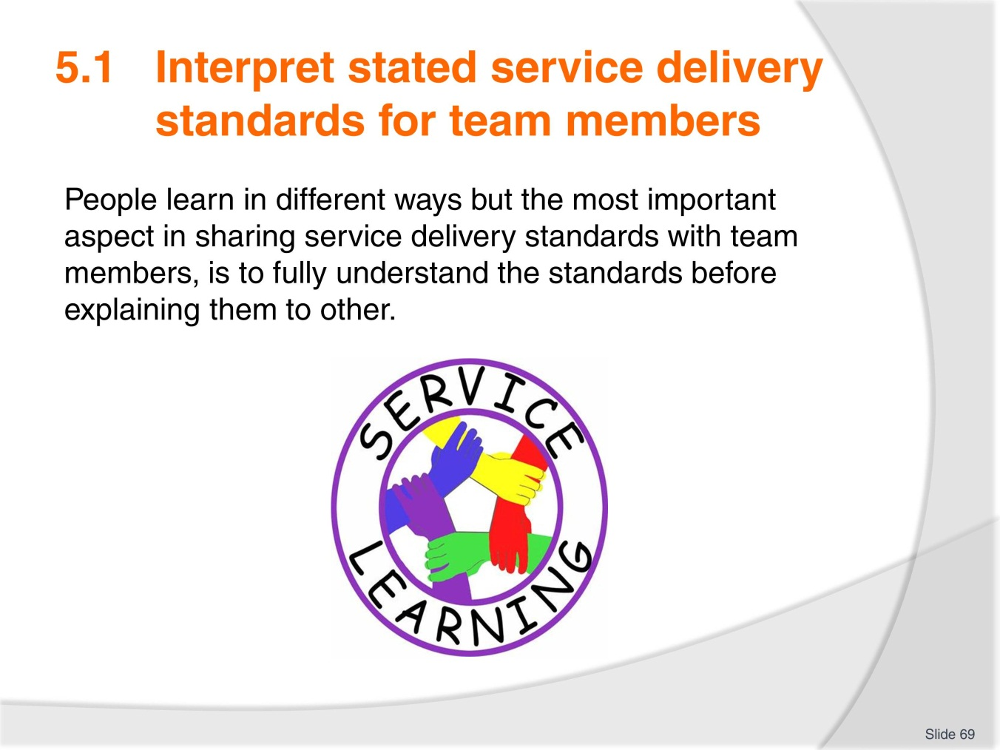 5.1 Interpret stated service delivery
standards for team members
People learn in different ways but the most important
aspect in sharing service delivery standards with team
members, is to fully understand the standards before
explaining them to other.
SERVICE
LEARNING
Slide 69